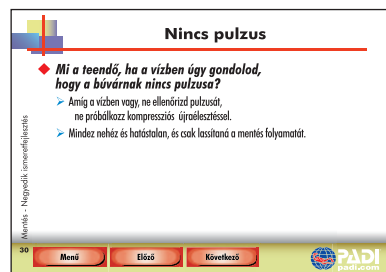 Nincs pulzus
Mi a teendő, ha a vízben úgy gondolod,
hogy a búvárnak nincs pulzusa?
Amíg a vízben vagy, ne ellenőrizd pulzusát,
ne próbálkozz kompressziós újraélesztéssel.
Mindez nehéz és hatástalan, és csak lassítaná a mentés folyamatát.
Mentés - Negyedik ismeretfejlesztés
30
Menű
Előző
Következő
PADI
padi.com